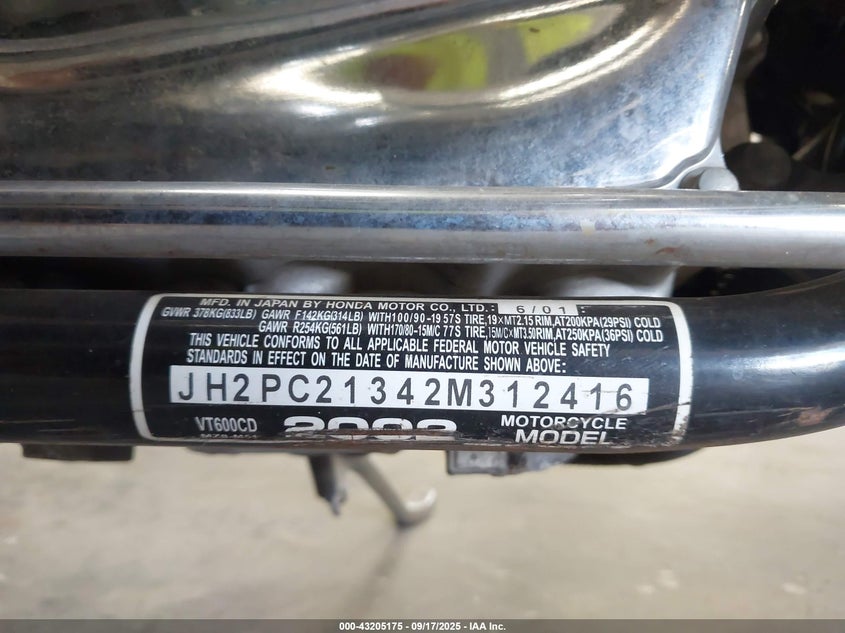 MFD. IN JAPAN BY HONDA MOTOR CO., LTD.: 6/01
GVWR 378KG(833LB) GAWR F142KG(314LB) WITH100/90-19 57S TIRE,19×MT2.15 RIM,AT200KPA(29PSI) COLD
GAWR R254KG(561LB) WITH170/80-15M/C 77S TIRE,15M/C×MT3.50RIM,AT250KPA(36PSI) COLD
THIS VEHICLE CONFORMS TO ALL APPLICABLE FEDERAL MOTOR VEHICLE SAFETY
STANDARDS IN EFFECT ON THE DATE OF MANUFACTURE SHOWN ABOVE:
JH2PC21342M312416
VT600CD 2002 MOTORCYCLE
MODEL
000-43205175 - 09/17/2025 - IAA Inc.